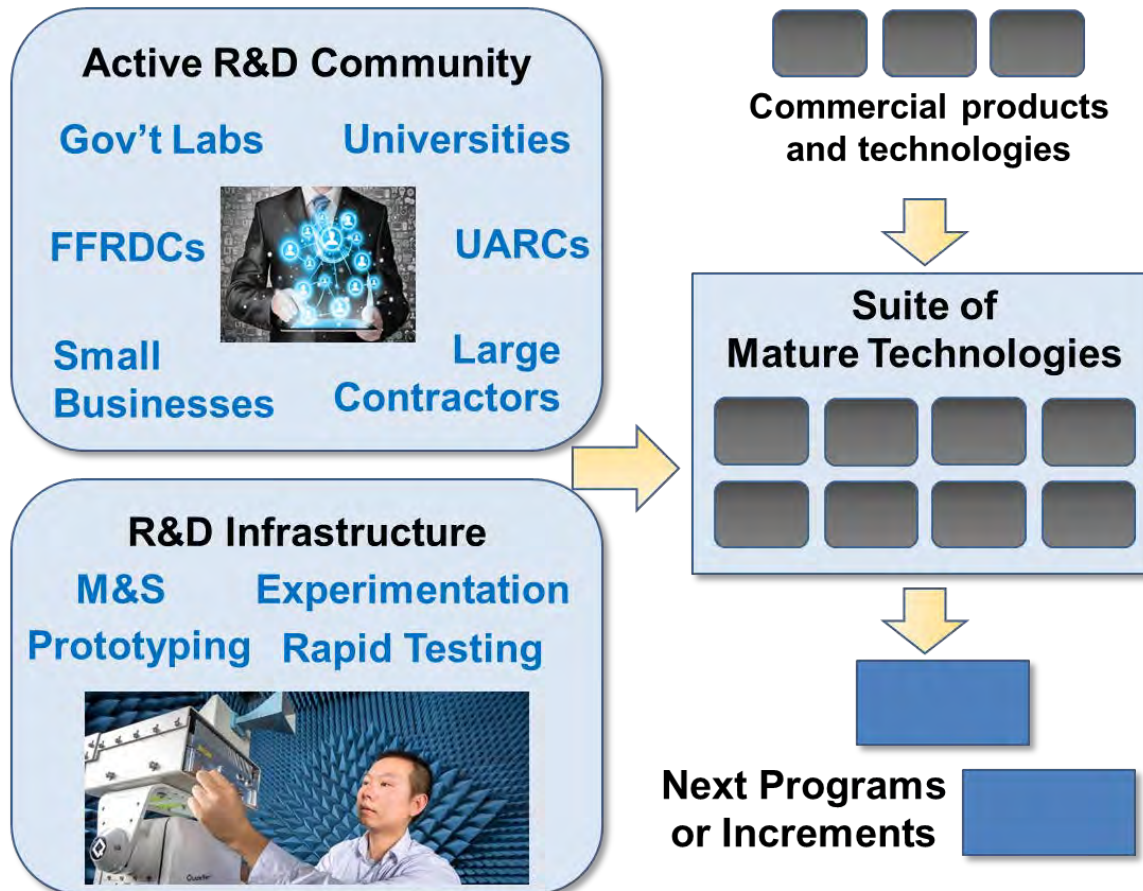 Active R&D Community
Gov't Labs
Universities
FFRDCs
UARCs
Small
Businesses
Large
Contractors
R&D Infrastructure
M&S
Experimentation
Prototyping
Rapid Testing
Commercial products
and technologies
Suite of
Mature Technologies
Next Programs
or Increments